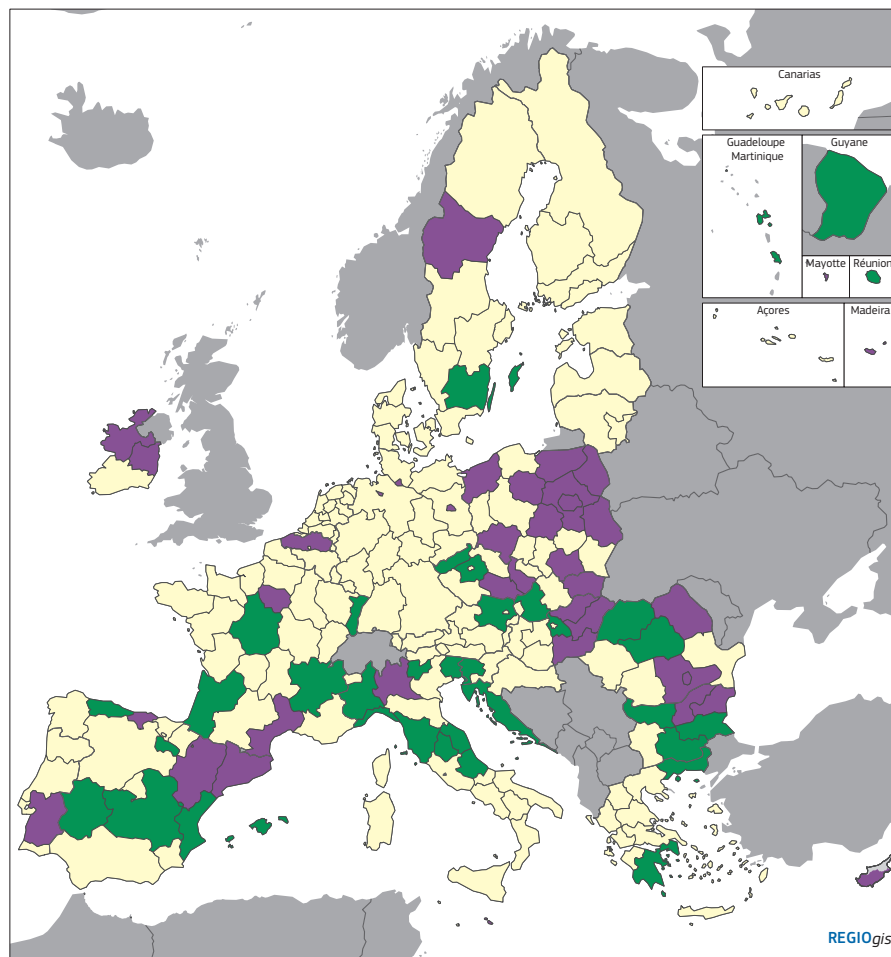 Canarias
Guadeloupe
Martinique
Guyane
Mayotte
Réunion
Açores
Madeira
REGIOgis